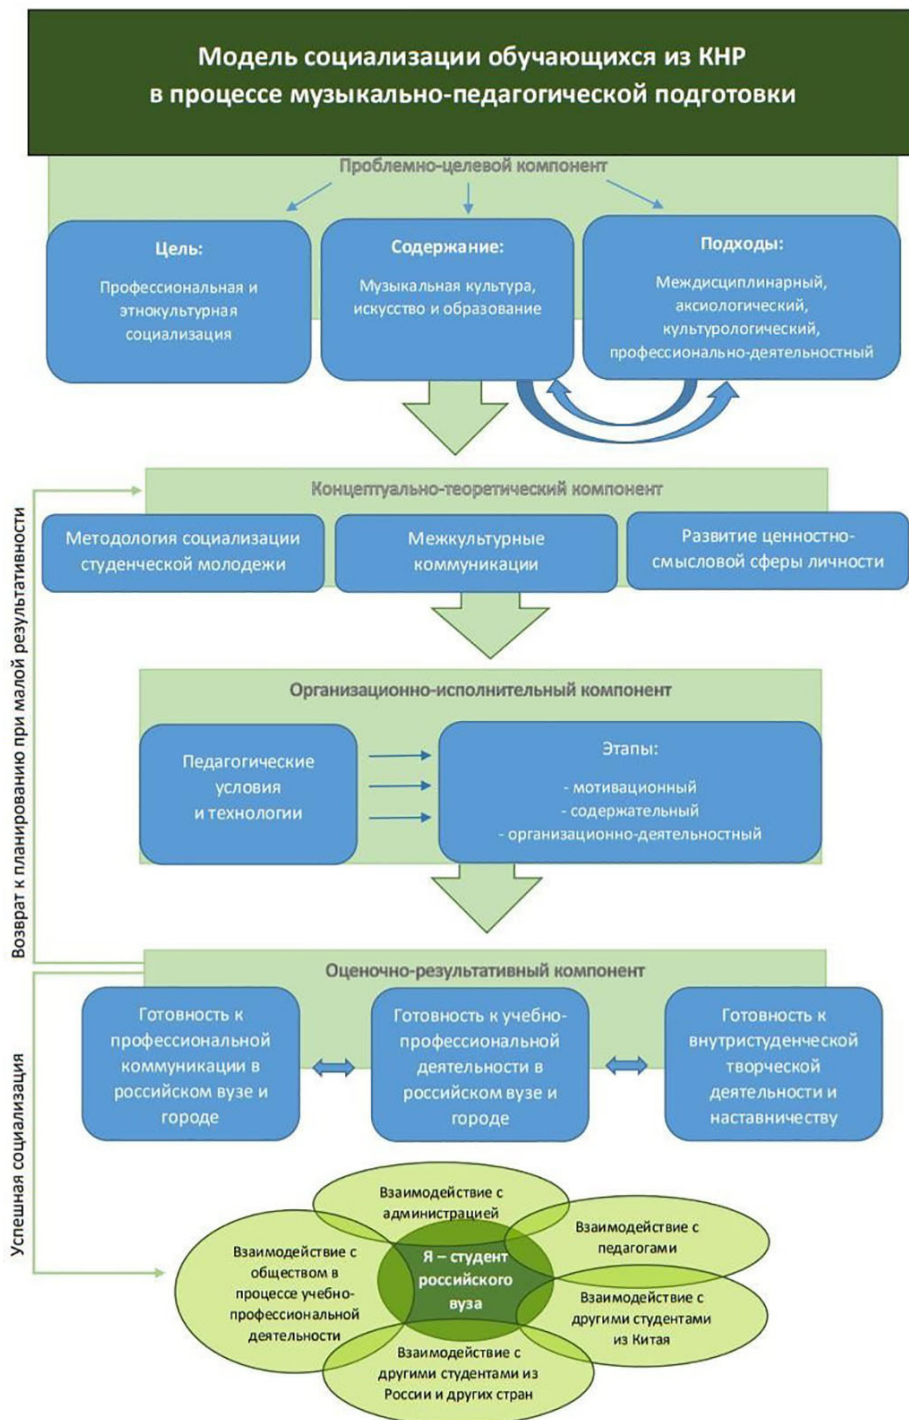 Модель социализации обучающихся из КНР
в процессе музыкально-педагогической подготовки
Проблемно-целевой компонент
Цель:
Профессиональная и
этнокультурная
социализация
Содержание:
Музыкальная культура,
искусство и образование
Подходы:
Междисциплинарный,
аксиологический,
культурологический,
профессионально-деятельностный
Возврат к планированию при малой результативности
Концептуально-теоретический компонент
Методология социализации
студенческой молодежи
Межкультурные
коммуникации
Развитие ценностно-
смысловой сферы личности
Организационно-исполнительный компонент
Педагогические
условия
и технологии
Этапы:
- мотивационный
- содержательный
- организационно-деятельностный
Оценочно-результативный компонент
Готовность к
профессиональной
коммуникации в
российском вузе и
городе
Готовность к учебно-
профессиональной
деятельности в
российском вузе и
городе
Готовность к
внутристуденческой
творческой
деятельности и
наставничеству
Успешная социализация
Взаимодействие с
администрацией
Взаимодействие с
педагогами
Взаимодействие с
обществом в
процессе учебно-
профессиональной
деятельности
Я – студент
российского
вуза
Взаимодействие с
другими студентами
из Китая
Взаимодействие с
другими студентами из
России и других стран